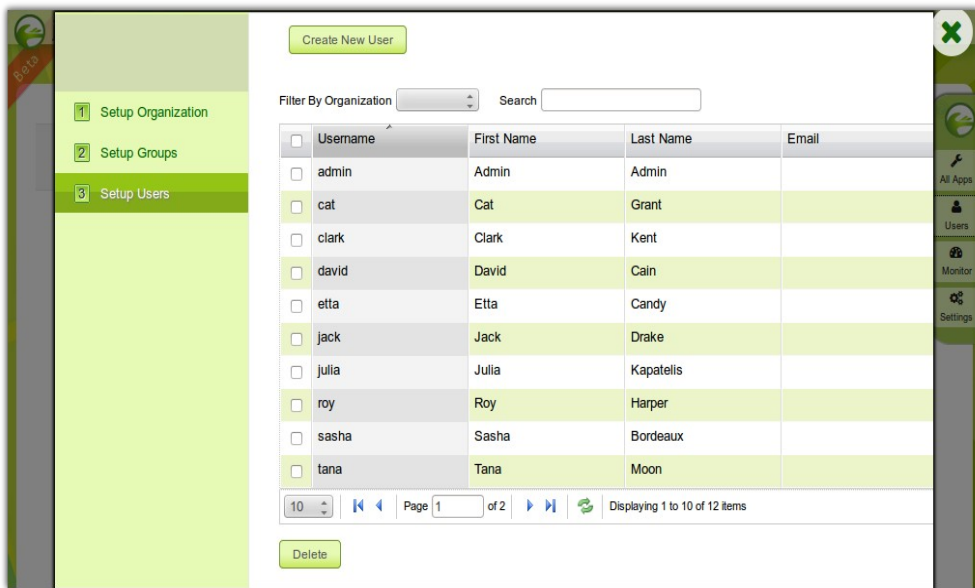 Beta
Create New User
Filter By Organization Search
1 Setup Organization
2 Setup Groups
3 Setup Users
Username First Name Last Name Email
admin Admin Admin
cat Cat Grant
clark Clark Kent
david David Cain
etta Etta Candy
jack Jack Drake
julia Julia Kapatelis
roy Roy Harper
sasha Sasha Bordeaux
tana Tana Moon
10 Page 1 of 2 Displaying 1 to 10 of 12 items
Delete
All Apps
Users
Monitor
Settings